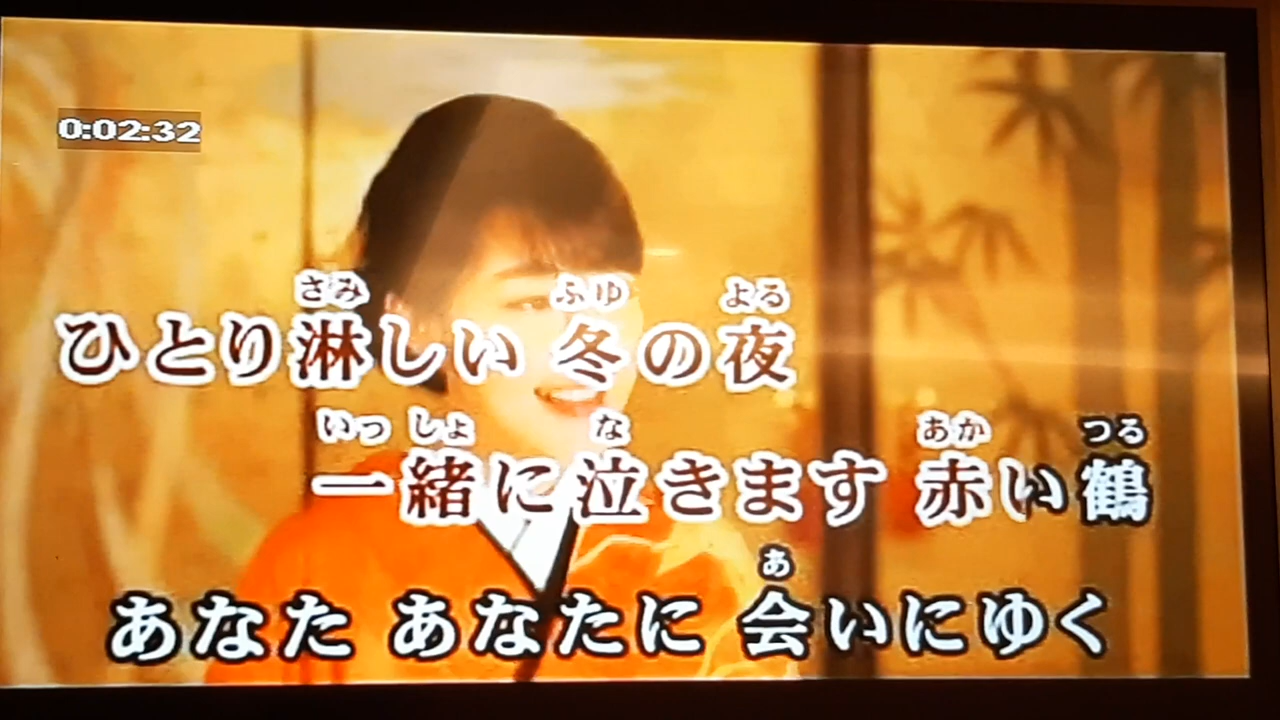 0:02:32
さみ ふゆ よる
ひとり淋しい 冬の夜
いっしょ な あか つる
一緒に泣きます 赤い鶴
あ
あなた あなたに 会いにゆく